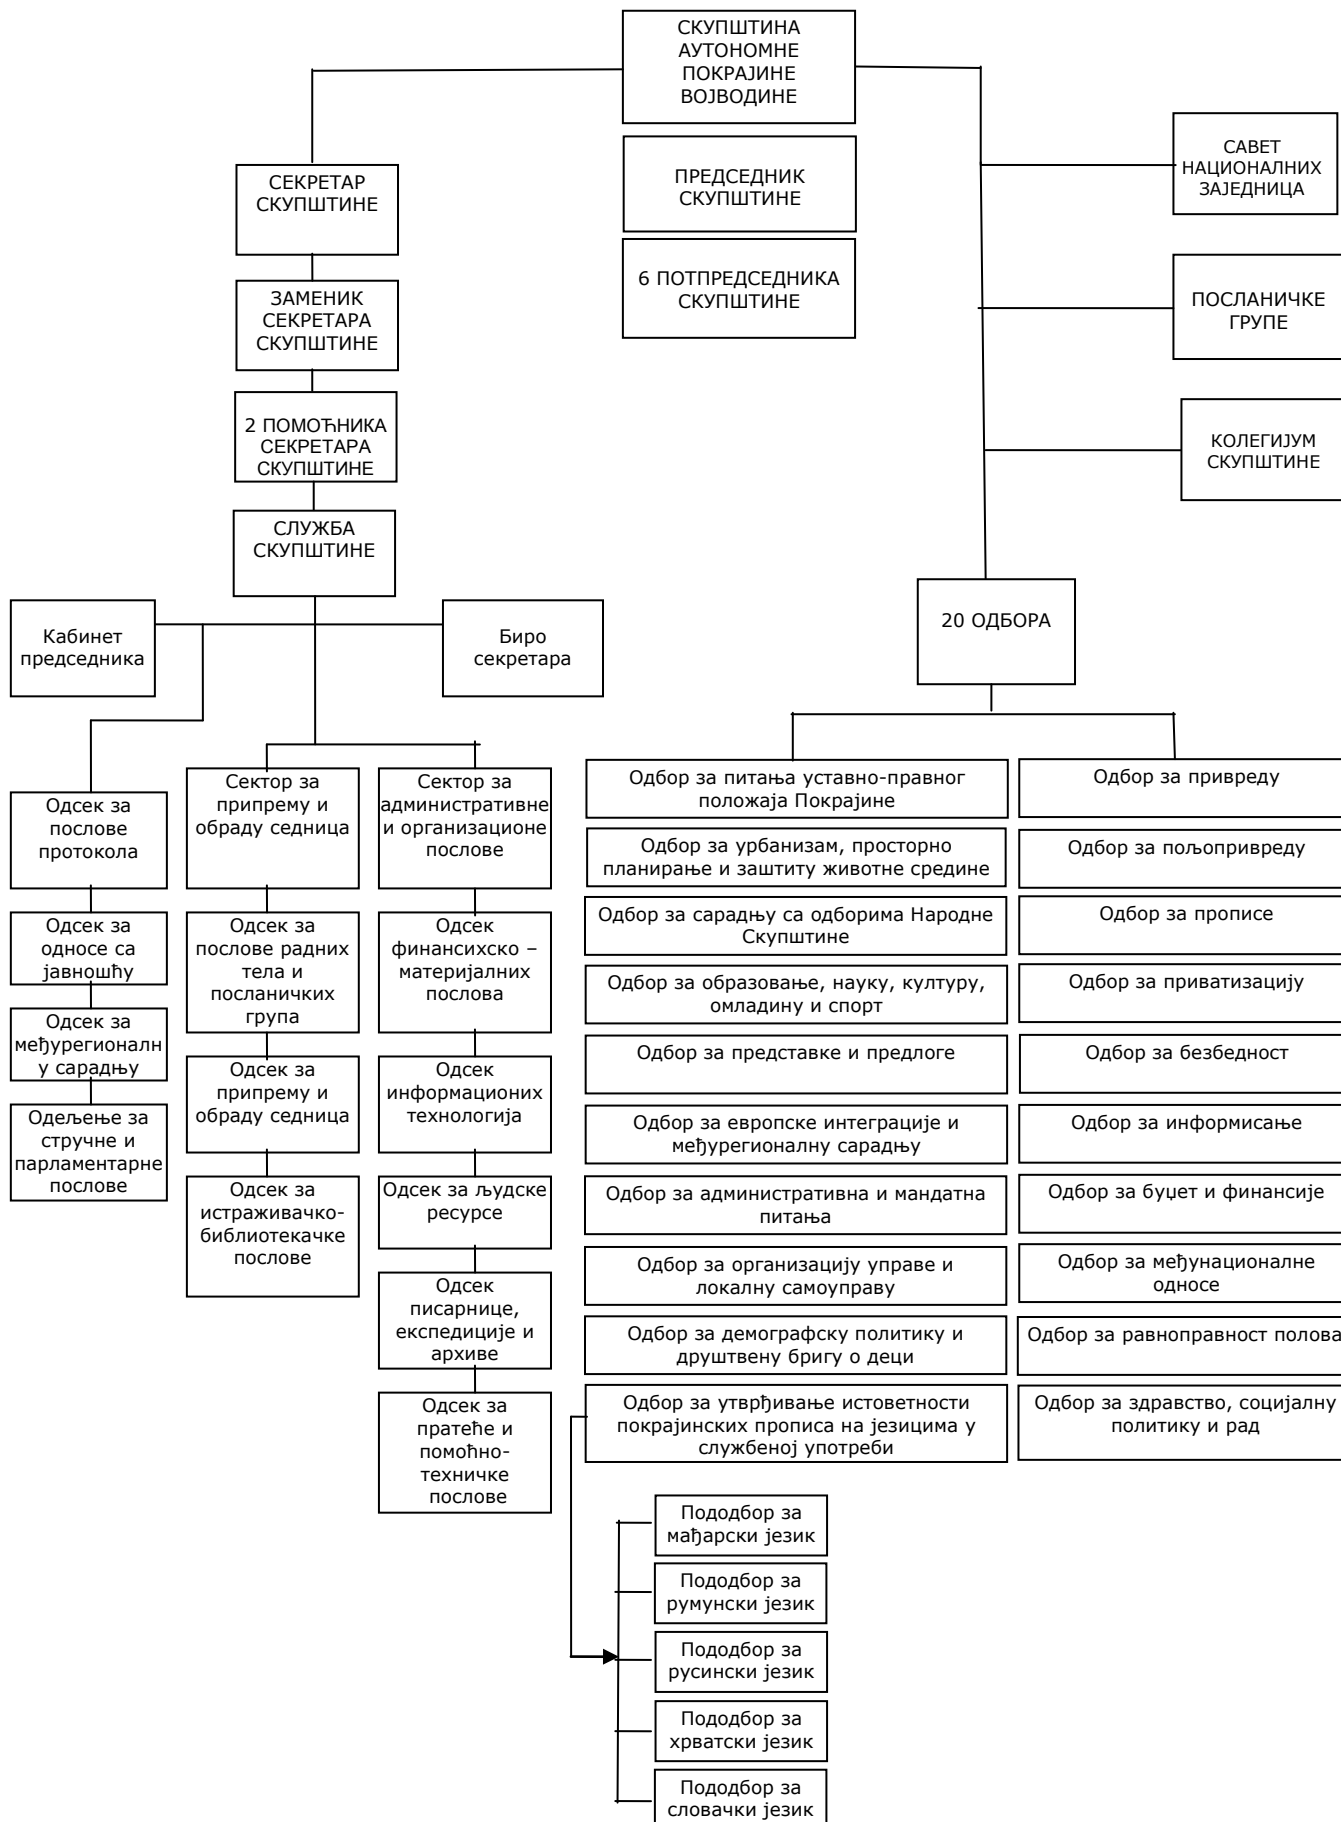 СКУПШТИНА
АУТОНОМНЕ
ПОКРАЈИНЕ
ВОЈВОДИНЕ
ПРЕДСЕДНИК
СКУПШТИНЕ
6 ПОТПРЕДСЕДНИКА
СКУПШТИНЕ
СЕКРЕТАР
СКУПШТИНЕ
ЗАМЕНИК
СЕКРЕТАРА
СКУПШТИНЕ
2 ПОМОЋНИКА
СЕКРЕТАРА
СКУПШТИНЕ
СЛУЖБА
СКУПШТИНЕ
САВЕТ
НАЦИОНАЛНИХ
ЗАЈЕДНИЦА
ПОСЛАНИЧКЕ
ГРУПЕ
КОЛЕГИЈУМ
СКУПШТИНЕ
20 ОДБОРА
Кабинет
председника
Биро
секретара
Одсек за
послове
протокола
Одсек за
односе са
јавношћу
Одсек за
међурегионалн
у сарадњу
Одељење за
стручне и
парламентарне
послове
Сектор за
припрему и
обраду седница
Одсек за
послове радних
тела и
посланичких
група
Одсек за
припрему и
обраду седница
Одсек за
истраживачко-
библиотекачке
послове
Сектор за
административне
и организационе
послове
Одсек
финансихско –
материјалних
послова
Одсек
информационих
технологија
Одсек за људске
ресурсе
Одсек
писарнице,
експедиције и
архиве
Одсек за
пратеће и
помоћно-
техничке
послове
Одбор за питања уставно-правног
положаја Покрајине
Одбор за урбанизам, просторно
планирање и заштиту животне средине
Одбор за сарадњу са одборима Народне
Скупштине
Одбор за образовање, науку, културу,
омладину и спорт
Одбор за представке и предлоге
Одбор за европске интеграције и
међурегионалну сарадњу
Одбор за административна и мандатна
питања
Одбор за организацију управе и
локалну самоуправу
Одбор за демографску политику и
друштвену бригу о деци
Одбор за утврђивање истоветности
покрајинских прописа на језицима у
службеној употреби
Одбор за привреду
Одбор за пољопривреду
Одбор за прописе
Одбор за приватизацију
Одбор за безбедност
Одбор за информисање
Одбор за буџет и финансије
Одбор за међунационалне
односе
Одбор за равноправност полова
Одбор за здравство, социјалну
политику и рад
Пододбор за
мађарски језик
Пододбор за
румунски језик
Пододбор за
русински језик
Пододбор за
хрватски језик
Пододбор за
словачки језик